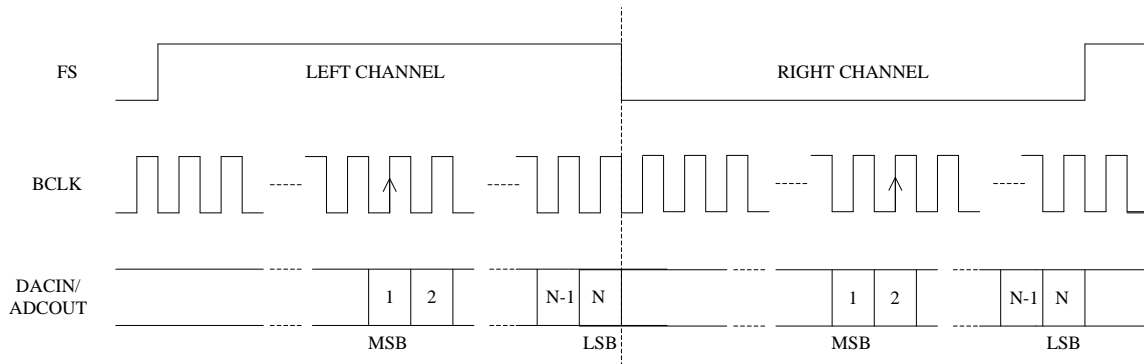 FS
LEFT CHANNEL
RIGHT CHANNEL
BCLK
DACIN/
ADCOUT
1 2 N-1 N 1 2 N-1 N
MSB LSB MSB LSB